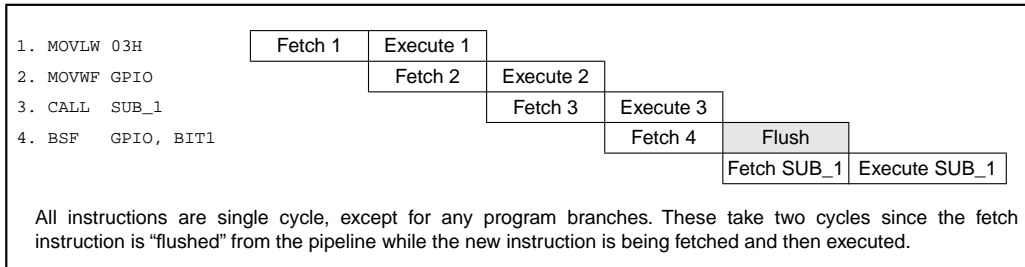 1. MOVLW 03H Fetch 1 Execute 1
2. MOVWF GPIO Fetch 2 Execute 2
3. CALL SUB_1 Fetch 3 Execute 3
4. BSF GPIO, BIT1 Fetch 4 Flush
Fetch SUB_1 Execute SUB_1
All instructions are single cycle, except for any program branches. These take two cycles since the fetch
instruction is “flushed” from the pipeline while the new instruction is being fetched and then executed.